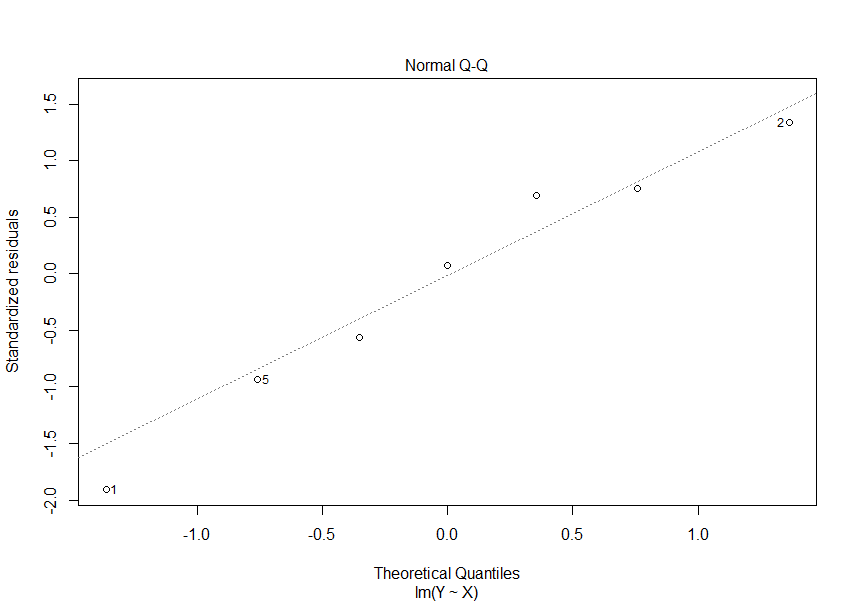 Normal Q-Q
Standardized residuals
1.5
1.0
0.5
0.0
-0.5
-1.0
-1.5
-2.0
2
5
1
-1.0 -0.5 0.0 0.5 1.0
Theoretical Quantiles
lm(Y ~ X)